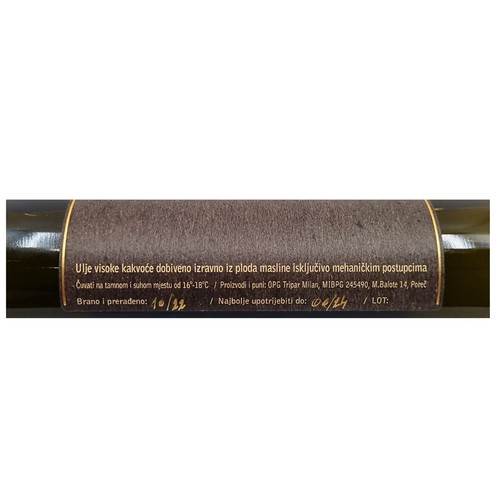 Ulje visoke kakvoće dobiveno izravno iz ploda masline isključivo mehaničkim postupcima
Čuvati na tamnom i suhom mjestu od 16°-18°C / Proizvodi i puni: OPG Tripar Milan, MIBPG 245490, M.Balote 14, Poreč
Brano i prerađeno: 10/22 / Najbolje upotrijebiti do: 06/24 / LOT: